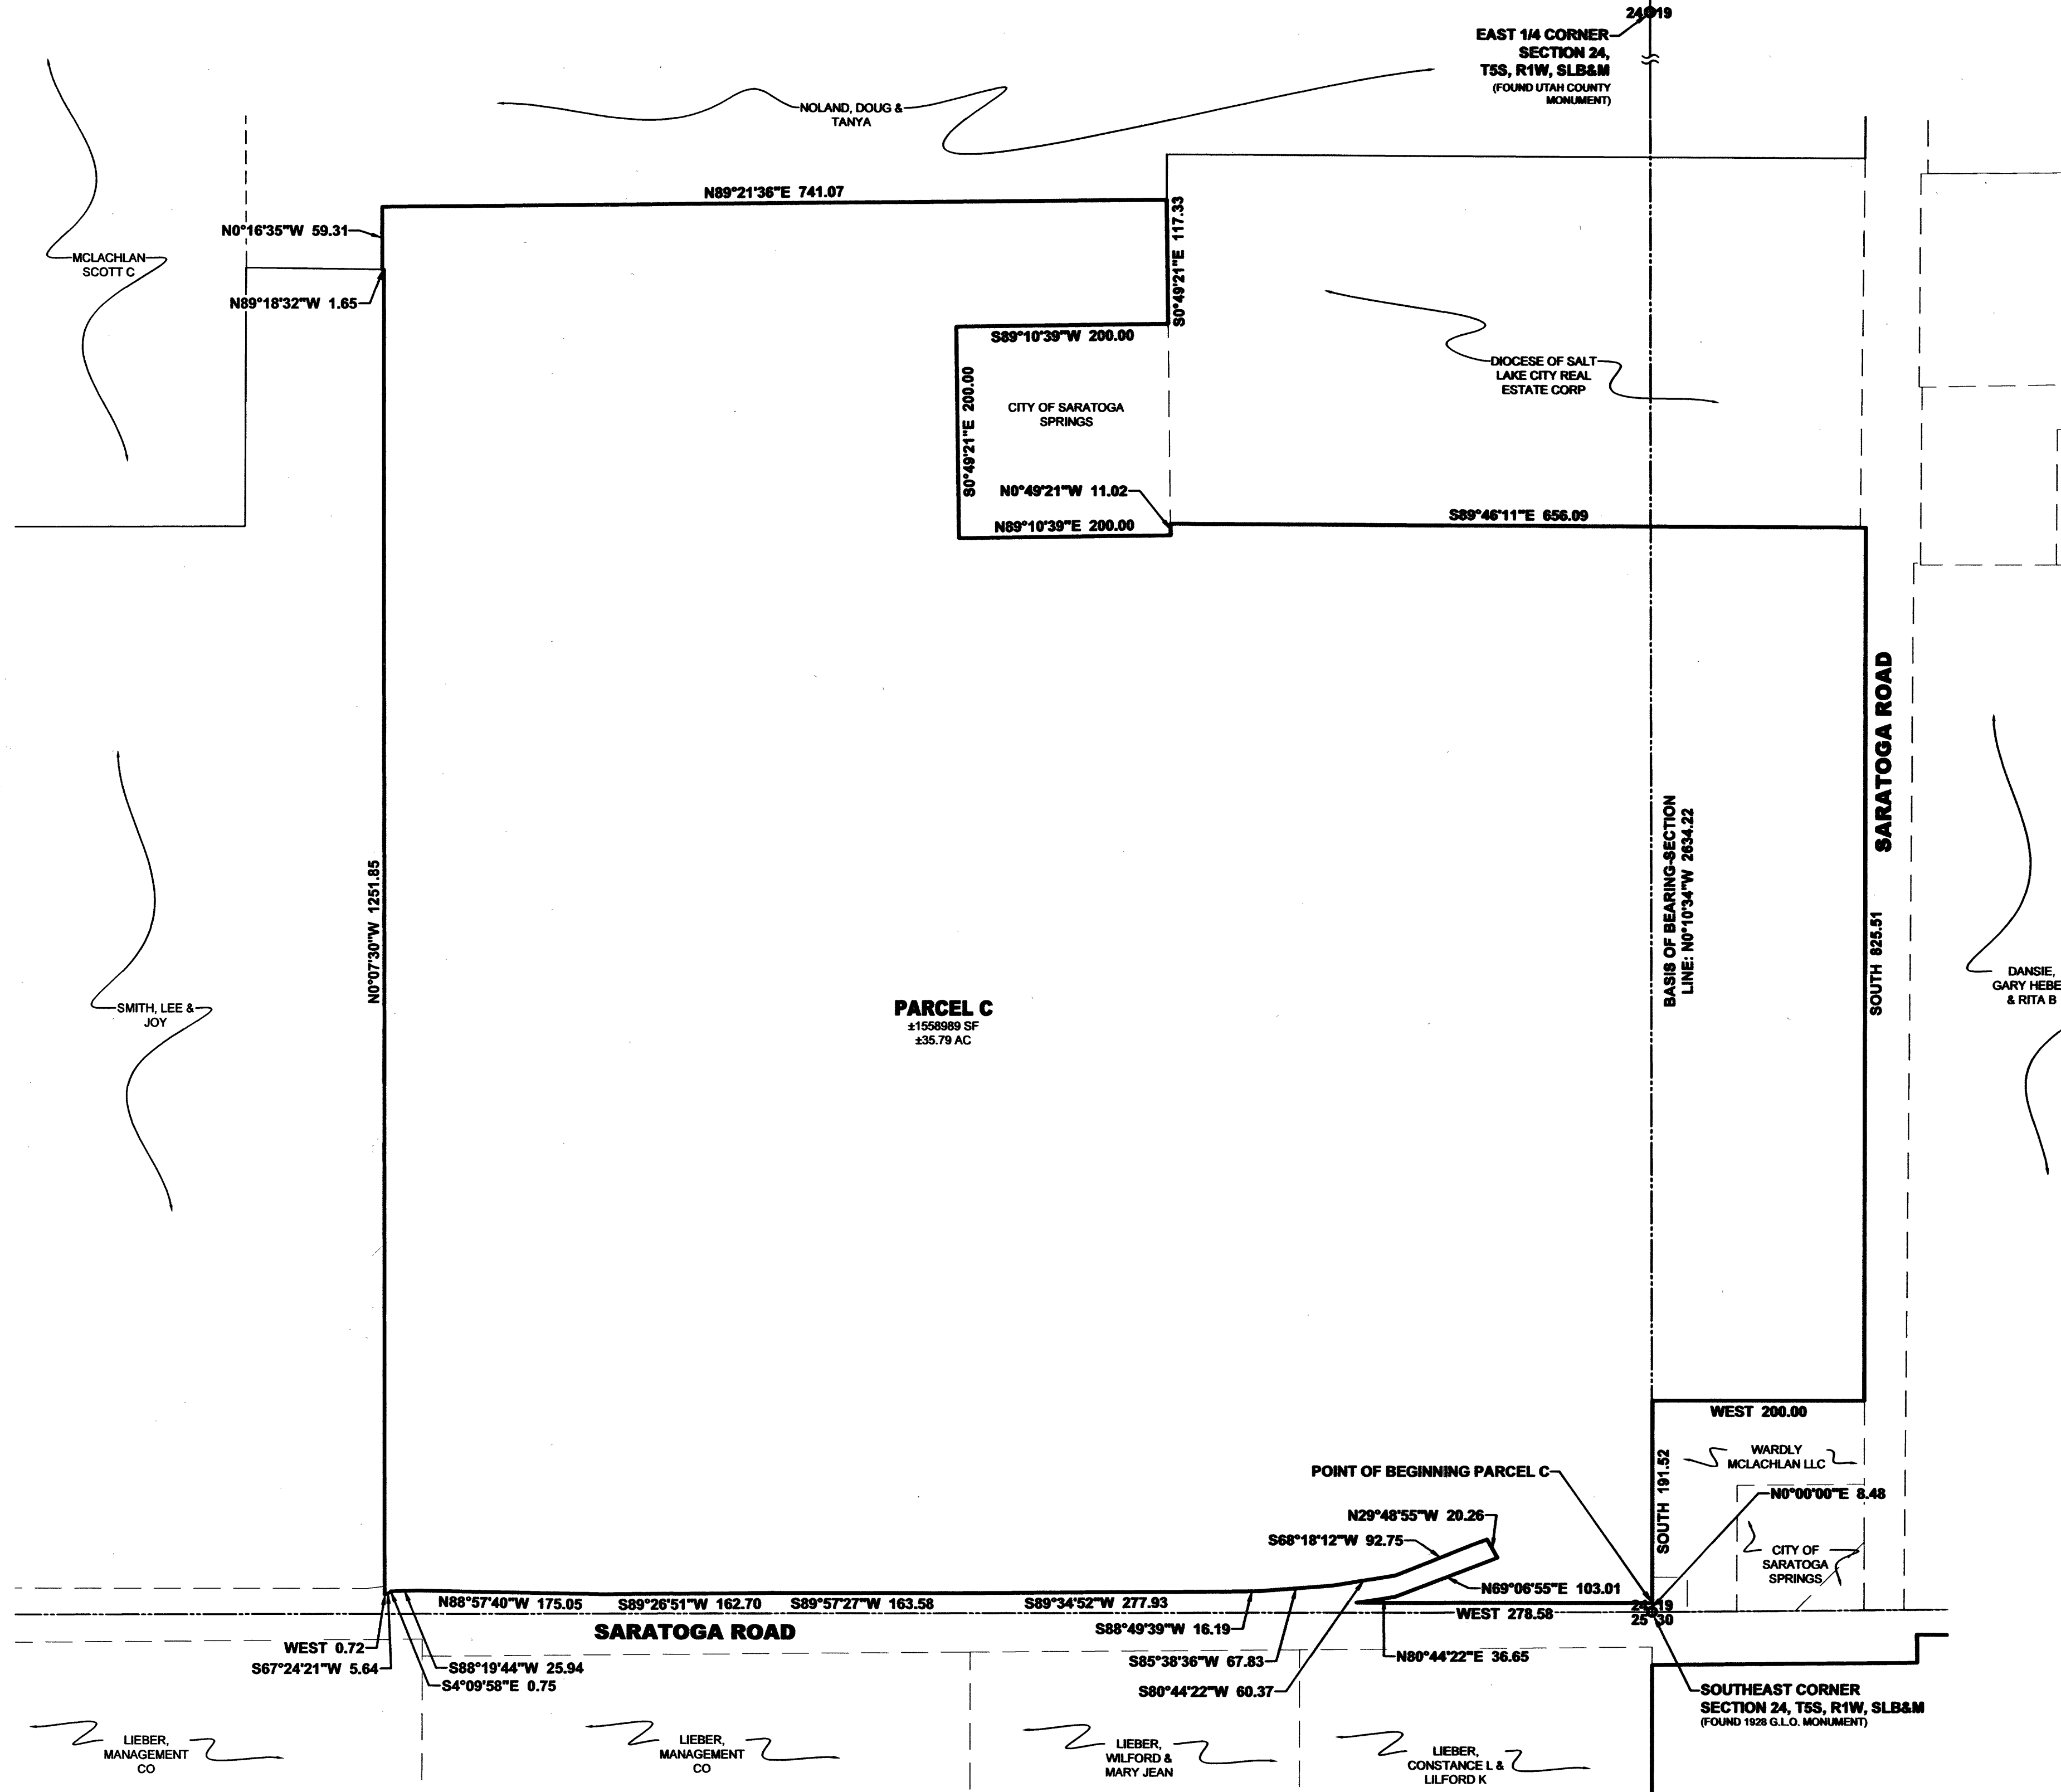 24 19
EAST 1/4 CORNER
SECTION 24,
T5S, R1W, SLB&M
(FOUND UTAH COUNTY
MONUMENT)
NOLAND, DOUG &
TANYA
N89°21'36"E 741.07
N0°16'35"W 59.31
MCLACHLAN
SCOTT C
N89°18'32"W 1.65
S0°49'21"E 117.33
S89°10'39"W 200.00
DIOCESE OF SALT
LAKE CITY REAL
ESTATE CORP
CITY OF SARATOGA
SPRINGS
S0°49'21"E 200.00
N0°49'21"W 11.02
N89°10'39"E 200.00
S89°46'11"E 656.09
SARATOGA ROAD
BASIS OF BEARING-SECTION
LINE: N0°10'34"W 2634.22
N0°07'30"W 1251.85
SOUTH 825.51
DANSIE,
GARY HEBE
& RITA B
SMITH, LEE &
JOY
PARCEL C
±1558989 SF
±35.79 AC
WEST 200.00
WARDLY
MCLACHLAN LLC
SOUTH 191.52
POINT OF BEGINNING PARCEL C
N0°00'00"E 8.48
N29°48'55"W 20.26
S68°18'12"W 92.75
CITY OF
SARATOGA
SPRINGS
N69°06'55"E 103.01
N88°57'40"W 175.05
S89°26'51"W 162.70
S89°57'27"W 163.58
S89°34'52"W 277.93
WEST 278.58
24 19
25 30
SARATOGA ROAD
S88°49'39"W 16.19
WEST 0.72
S67°24'21"W 5.64
S88°19'44"W 25.94
S4°09'58"E 0.75
S85°38'36"W 67.83
N80°44'22"E 36.65
S80°44'22"W 60.37
SOUTHEAST CORNER
SECTION 24, T5S, R1W, SLB&M
(FOUND 1928 G.L.O. MONUMENT)
LIEBER,
MANAGEMENT
CO
LIEBER,
MANAGEMENT
CO
LIEBER,
WILFORD &
MARY JEAN
LIEBER,
CONSTANCE L &
LILFORD K